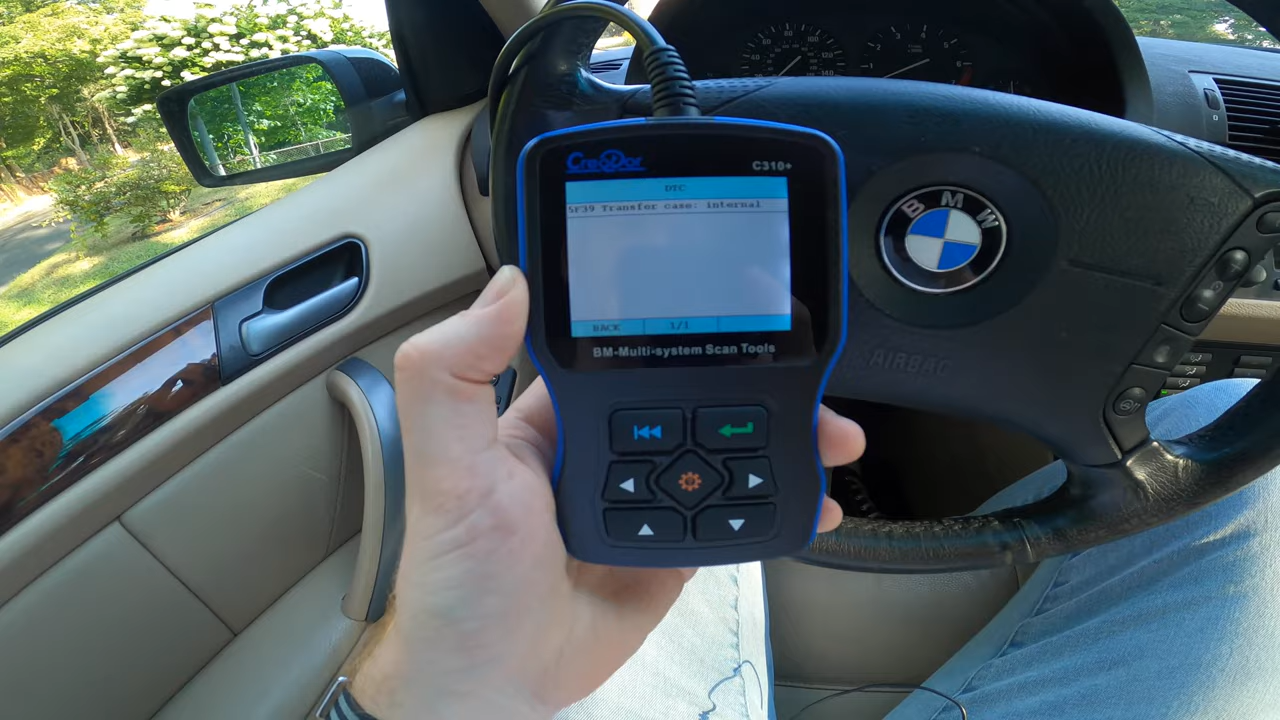 Creator C310+
DTC
5F39 Transfer case: internal
BACK 1/1
BM-Multi-system Scan Tools
BMW
AIRBAG